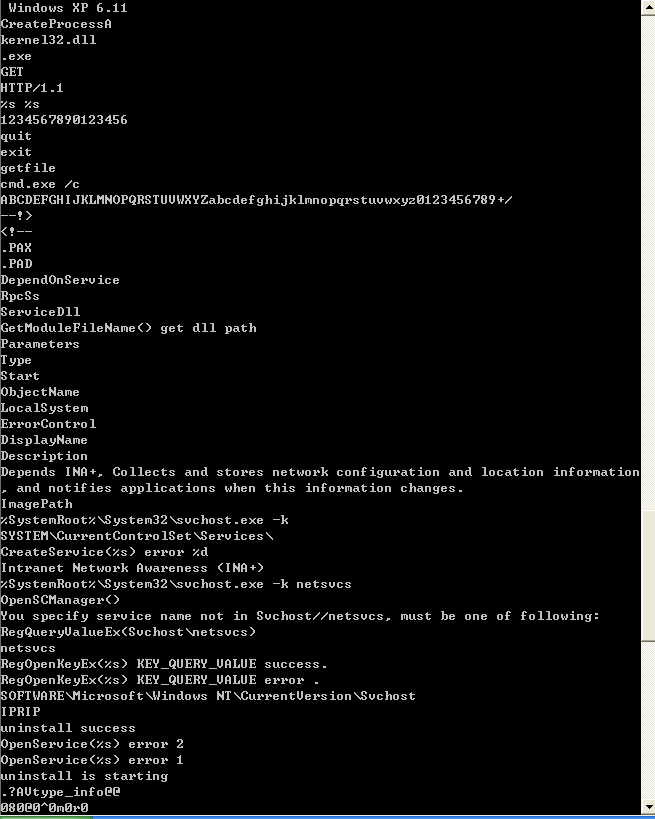 Windows XP 6.11
CreateProcessA
kernel32.dll
.exe
GET
HTTP/1.1
%s %s
1234567890123456
quit
exit
getfile
cmd.exe /c
ABCDEFGHIJKLMNOPQRSTUVWXYZabcdefghijklmnopqrstuvwxyz0123456789+/
--!>
<!--
.PAX
.PAD
DependOnService
RpcSs
ServiceDll
GetModuleFileName() get dll path
Parameters
Type
Start
ObjectName
LocalSystem
ErrorControl
DisplayName
Description
Depends INA+, Collects and stores network configuration and location information
, and notifies applications when this information changes.
ImagePath
%SystemRoot%\System32\svchost.exe -k
SYSTEM\CurrentControlSet\Services\
CreateService(%s) error %d
Intranet Network Awareness (INA+)
%SystemRoot%\System32\svchost.exe -k netsvcs
OpenSCManager()
You specify service name not in Svchost//netsvcs, must be one of following:
RegQueryValueEx(Svchost\netsvcs)
netsvcs
RegOpenKeyEx(%s) KEY_QUERY_VALUE success.
RegOpenKeyEx(%s) KEY_QUERY_VALUE error .
SOFTWARE\Microsoft\Windows NT\CurrentVersion\Svchost
IPRIP
uninstall success
OpenService(%s) error 2
OpenService(%s) error 1
uninstall is starting
.?AVtype_info@@
080@0^0m0r0